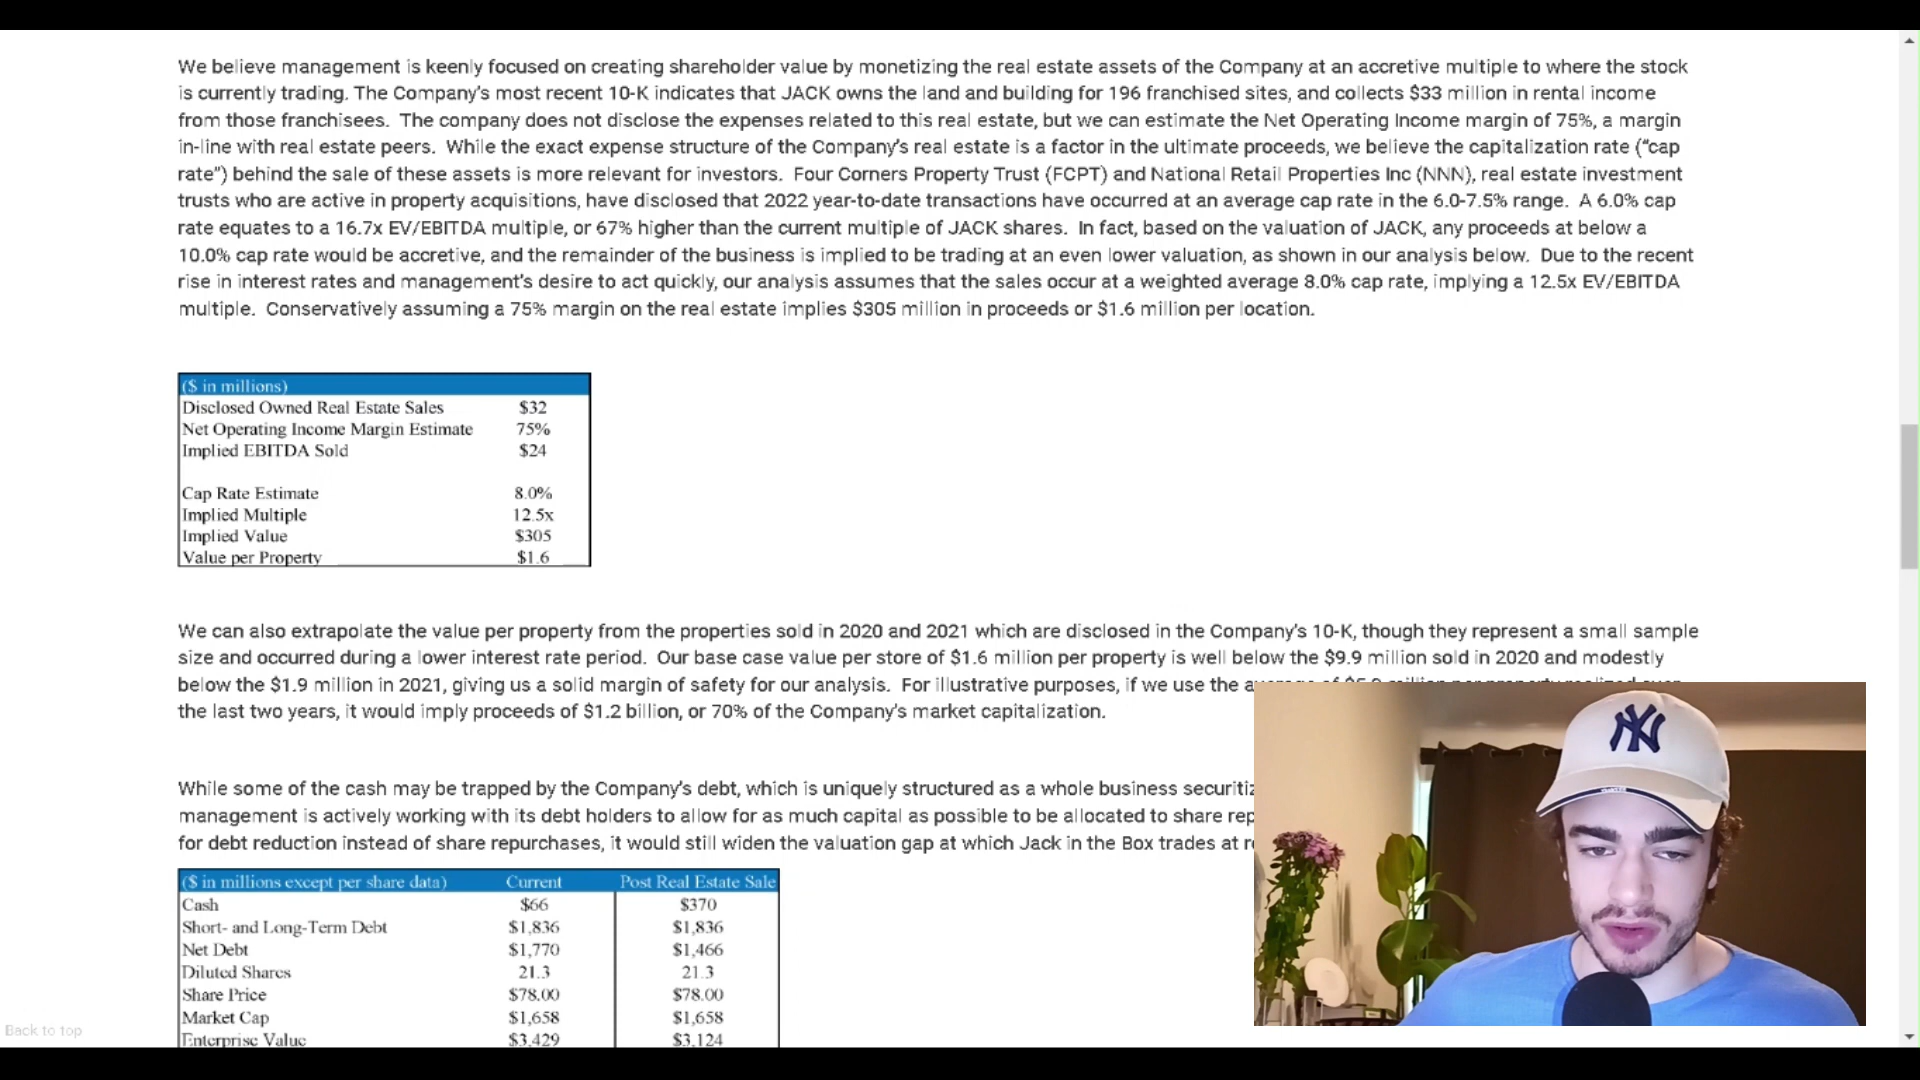 We believe management is keenly focused on creating shareholder value by monetizing the real estate assets of the Company at an accretive multiple to where the stock
is currently trading. The Company's most recent 10-K indicates that JACK owns the land and building for 196 franchised sites, and collects $33 million in rental income
from those franchisees. The company does not disclose the expenses related to this real estate, but we can estimate the Net Operating Income margin of 75%, a margin
in-line with real estate peers. While the exact expense structure of the Company's real estate is a factor in the ultimate proceeds, we believe the capitalization rate ("cap
rate") behind the sale of these assets is more relevant for investors. Four Corners Property Trust (FCPT) and National Retail Properties Inc (NNN), real estate investment
trusts who are active in property acquisitions, have disclosed that 2022 year-to-date transactions have occurred at an average cap rate in the 6.0-7.5% range. A 6.0% cap
rate equates to a 16.7x EV/EBITDA multiple, or 67% higher than the current multiple of JACK shares. In fact, based on the valuation of JACK, any proceeds at below a
10.0% cap rate would be accretive, and the remainder of the business is implied to be trading at an even lower valuation, as shown in our analysis below. Due to the recent
rise in interest rates and management's desire to act quickly, our analysis assumes that the sales occur at a weighted average 8.0% cap rate, implying a 12.5x EV/EBITDA
multiple. Conservatively assuming a 75% margin on the real estate implies $305 million in proceeds or $1.6 million per location.
($ in millions)
Disclosed Owned Real Estate Sales $32
Net Operating Income Margin Estimate 75%
Implied EBITDA Sold $24
Cap Rate Estimate 8.0%
Implied Multiple 12.5x
Implied Value $305
Value per Property $1.6
We can also extrapolate the value per property from the properties sold in 2020 and 2021 which are disclosed in the Company's 10-K, though they represent a small sample
size and occurred during a lower interest rate period. Our base case value per store of $1.6 million per property is well below the $9.9 million sold in 2020 and modestly
below the $1.9 million in 2021, giving us a solid margin of safety for our analysis. For illustrative purposes, if we use the
the last two years, it would imply proceeds of $1.2 billion, or 70% of the Company's market capitalization.
While some of the cash may be trapped by the Company's debt, which is uniquely structured as a whole business securitiz
management is actively working with its debt holders to allow for as much capital as possible to be allocated to share rep
for debt reduction instead of share repurchases, it would still widen the valuation gap at which Jack in the Box trades at r
($ in millions except per share data) Current Post Real Estate Sale
Cash $66 $370
Short- and Long-Term Debt $1,836 $1,836
Net Debt $1,770 $1,466
Diluted Shares 21.3 21.3
Share Price $78.00 $78.00
Market Cap $1,658 $1,658
Enterprise Value $3,429 $3,124
Back to top
NY